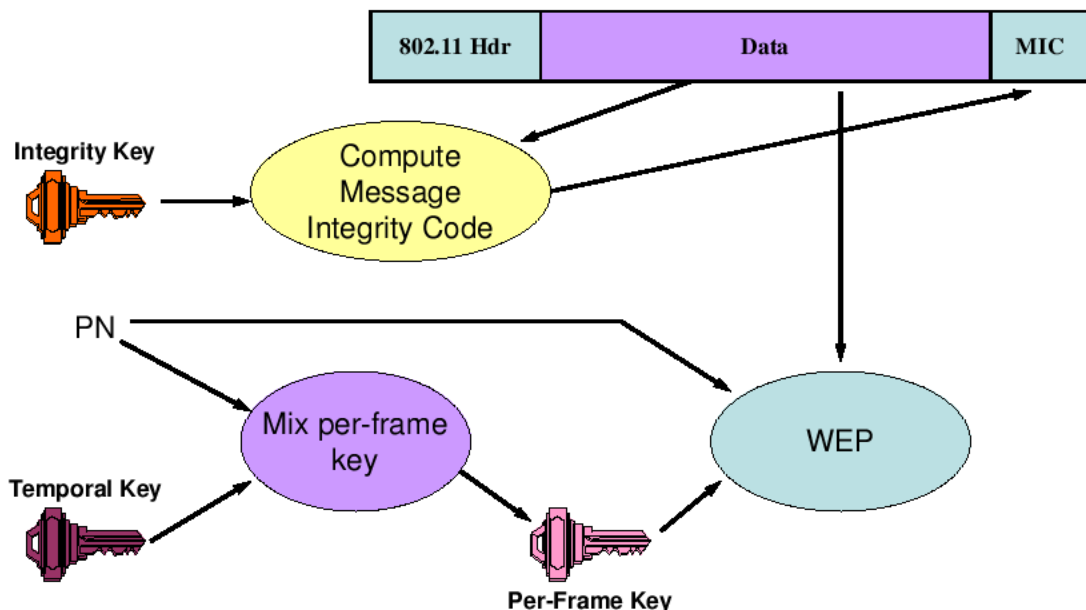 802.11 Hdr
Data
MIC
Integrity Key
Compute
Message
Integrity Code
PN
Mix per-frame
key
WEP
Temporal Key
Per-Frame Key